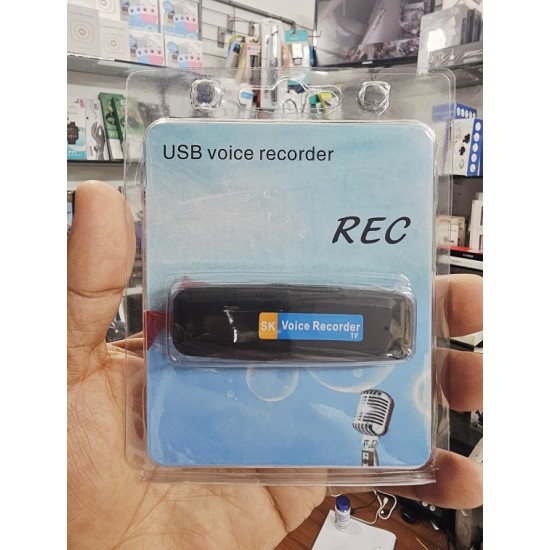 USB voice recorder
REC
SK Voice Recorder
TF